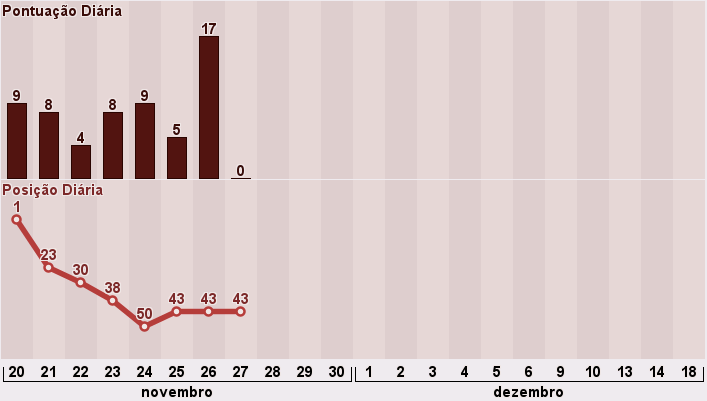 Pontuação Diária
9 8 4 8 9 5 17 0
Posição Diária
1 23 30 38 50 43 43 43
20 21 22 23 24 25 26 27 28 29 30 1 2 3 4 5 6 9 10 13 14 18
novembro dezembro